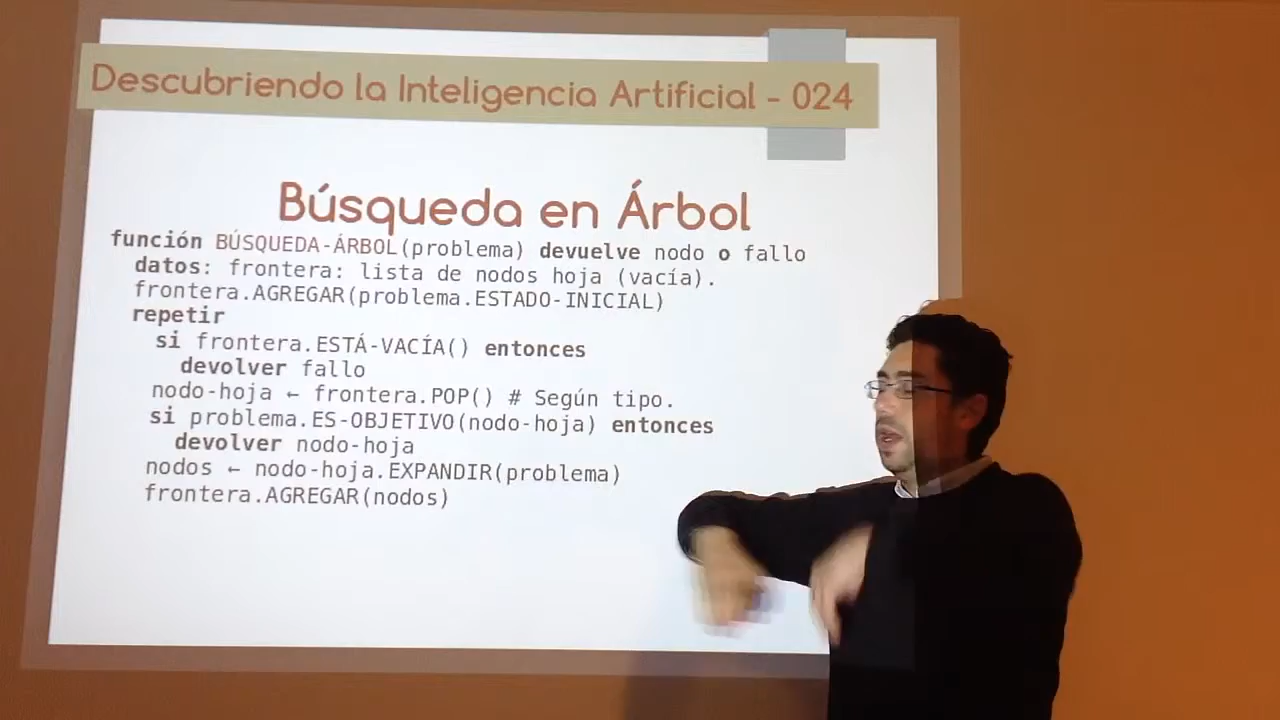 Descubriendo la Inteligencia Artificial - 024
Búsqueda en Árbol
función BÚSQUEDA-ÁRBOL(problema) devuelve nodo o fallo
datos: frontera: lista de nodos hoja (vacía).
frontera.AGREGAR(problema.ESTADO-INICIAL)
repetir
si frontera.ESTÁ-VACÍA() entonces
devolver fallo
nodo-hoja ← frontera.POP() # Según tipo.
si problema.ES-OBJETIVO(nodo-hoja) entonces
devolver nodo-hoja
nodos ← nodo-hoja.EXPANDIR(problema)
frontera.AGREGAR(nodos)